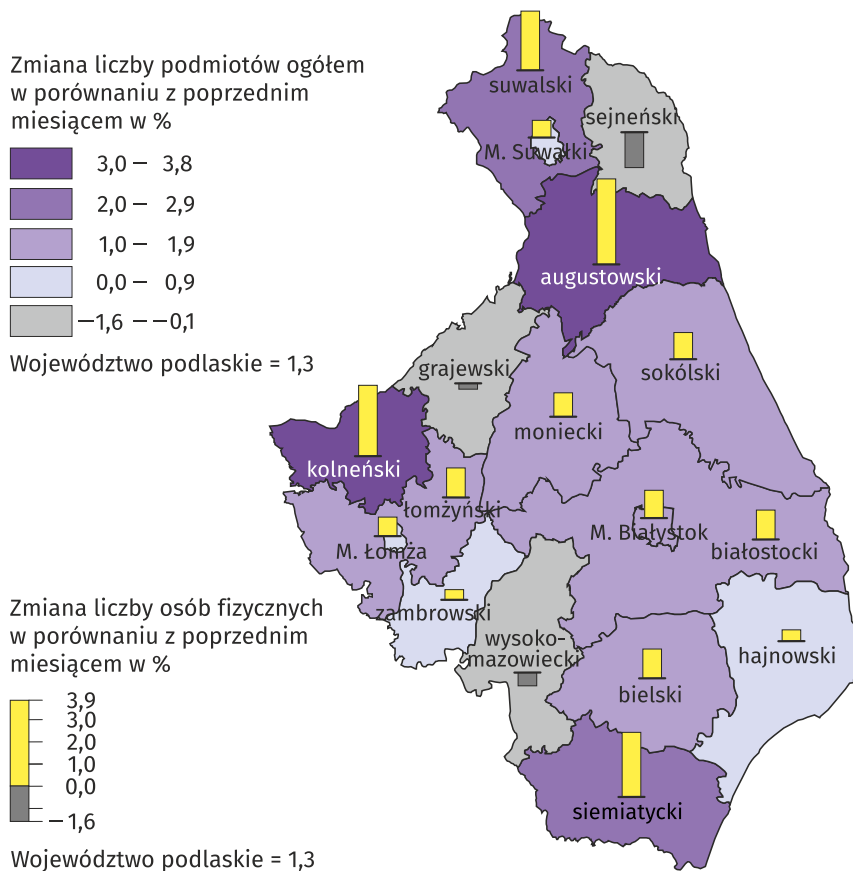 Zmiana liczby podmiotów ogółem
w porównaniu z poprzednim
miesiącem w %
3,0 – 3,8
2,0 – 2,9
1,0 – 1,9
0,0 – 0,9
–1,6 – –0,1
Województwo podlaskie = 1,3
suwalski
sejneński
M. Suwałki
augustowski
grajewski
sokólski
moniecki
kolneński
łomżyński
M. Łomża
M. Białystok
białostocki
zambrowski
wysoko-
mazowiecki
hajnowski
bielski
siemiatycki
Zmiana liczby osób fizycznych
w porównaniu z poprzednim
miesiącem w %
3,9
3,0
2,0
1,0
0,0
–1,6
Województwo podlaskie = 1,3